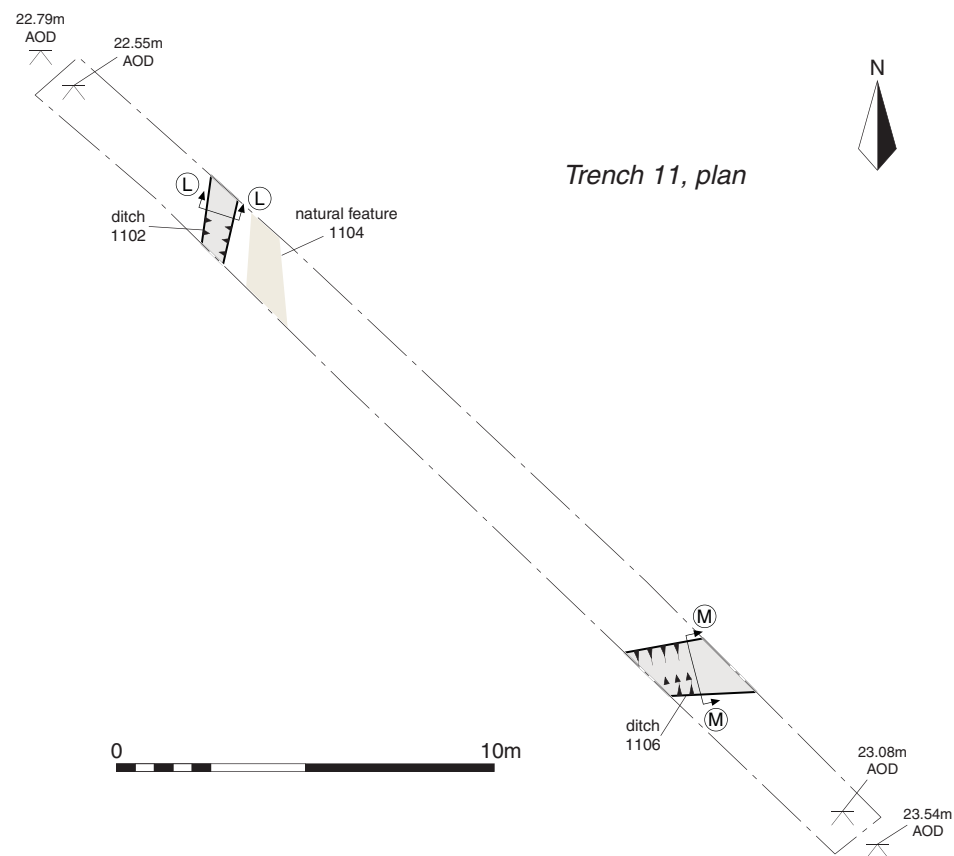 22.79m
AOD
22.55m
AOD
N
Trench 11, plan
L
L
natural feature
1104
ditch
1102
M
M
ditch
1106
0
10m
23.08m
AOD
23.54m
AOD